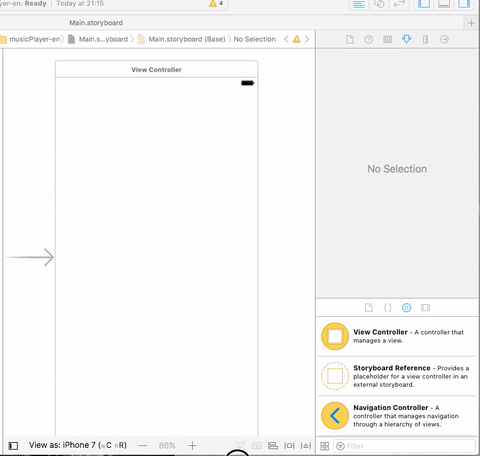 yer-en: Ready | Today at 21:15 4
Main.storyboard
musicPlayer-en Main.s...yboard Main.storyboard (Base) No Selection
View Controller
No Selection
View Controller - A controller that
manages a view.
Storyboard Reference - Provides a
placeholder for a view controller in an
external storyboard.
Navigation Controller - A
controller that manages navigation
through a hierarchy of views.
View as: iPhone 7 (wC hR) — 86% +
Filter